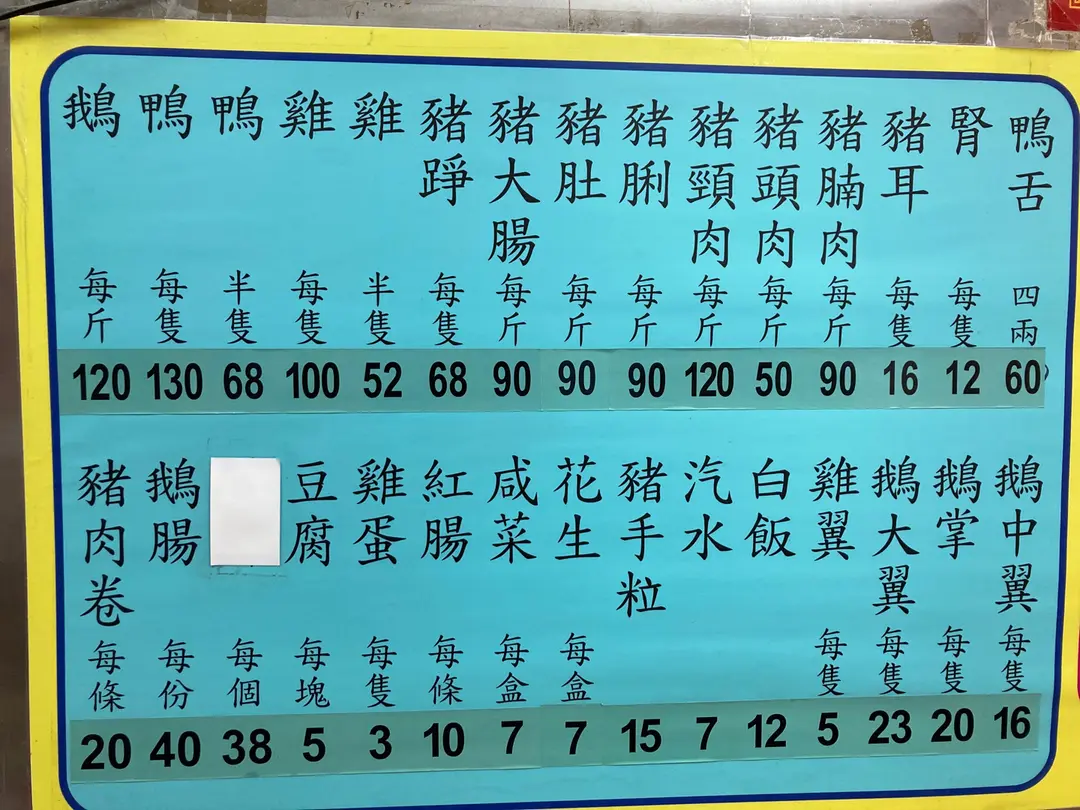 鵝 每斤 120
鴨 每隻 130
鴨 半隻 68
雞 每隻 100
雞 半隻 52
豬踭 每隻 68
豬大腸 每斤 90
豬肚 每斤 90
豬脷 每斤 90
豬頸肉 每斤 120
豬頭肉 每斤 50
豬腩肉 每斤 90
豬耳 每隻 16
腎 每隻 12
鴨舌 四兩 60
豬肉卷 每條 20
鵝腸 每份 40
每個 38
豆腐 每塊 5
雞蛋 每隻 3
紅腸 每條 10
咸菜 每盒 7
花生 每盒 7
豬手粒 15
汽水 7
白飯 12
雞翼 每隻 5
鵝大翼 每隻 23
鵝掌 每隻 20
鵝中翼 每隻 16